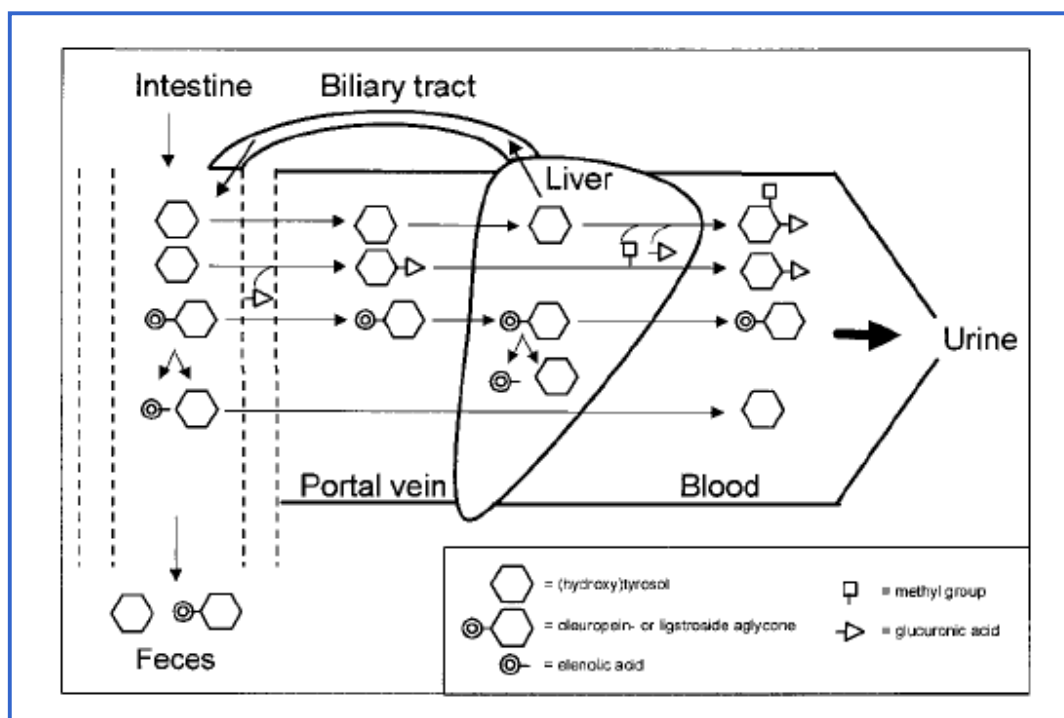 Intestine
Biliary tract
Liver
Urine
Portal vein
Blood
Feces
= (hydroxy)tyrosol
= oleuropein- or ligstroside aglycone
= elenolic acid
= methyl group
= glucuronic acid